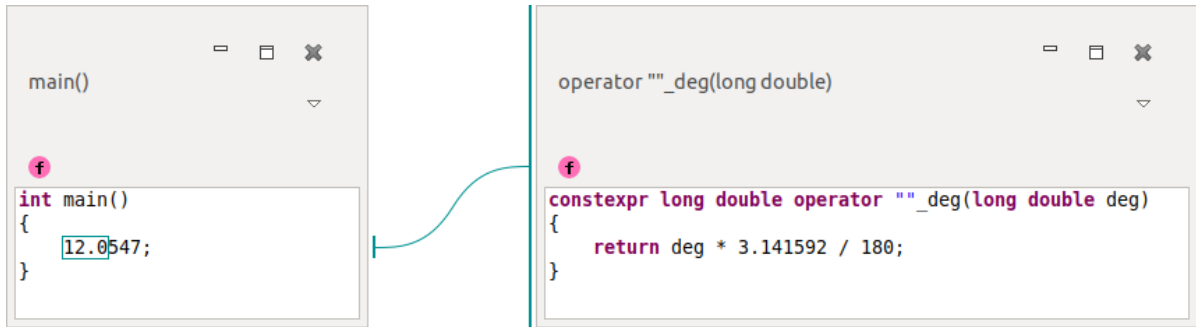 main()
f
int main()
{
    12.0547;
}
operator ""_deg(long double)
f
constexpr long double operator ""_deg(long double deg)
{
    return deg * 3.141592 / 180;
}